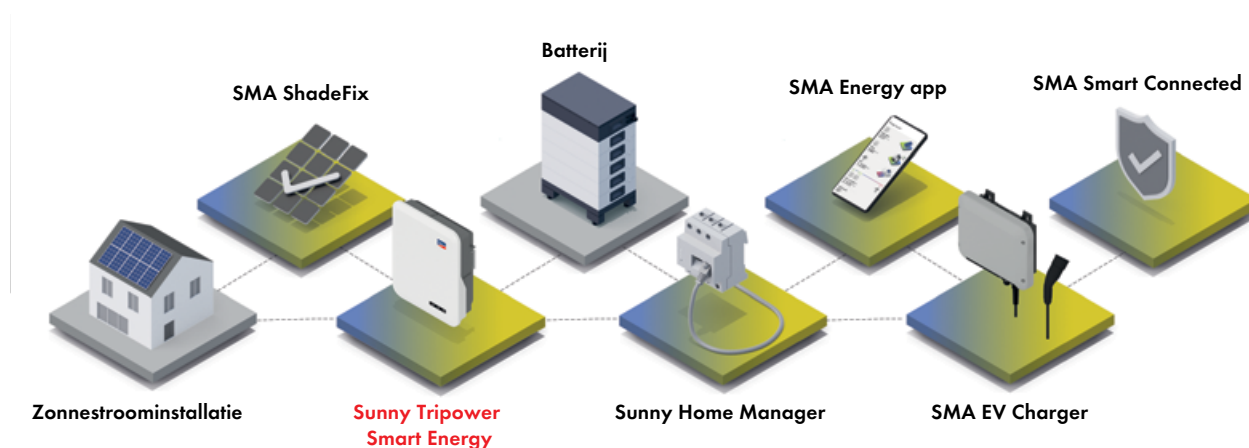 Batterij
SMA ShadeFix
SMA Energy app
SMA Smart Connected
Zonnestroominstallatie
Sunny Tripower
Smart Energy
Sunny Home Manager
SMA EV Charger